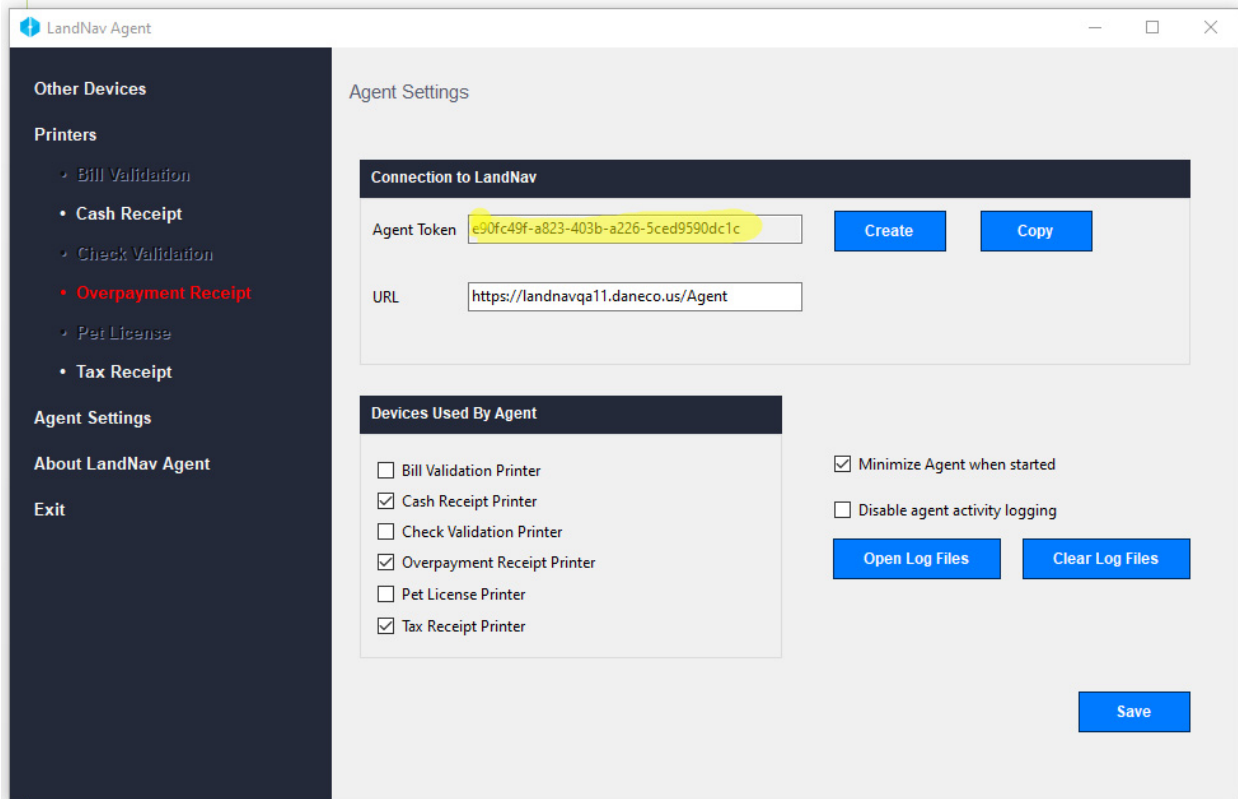 LandNav Agent
Other Devices
Printers
• Bill Validation
• Cash Receipt
• Check Validation
• Overpayment Receipt
• Pet License
• Tax Receipt
Agent Settings
About LandNav Agent
Exit
Agent Settings
Connection to LandNav
Agent Token e90fc49f-a823-403b-a226-5ced9590dc1c Create Copy
URL https://landnavqa11.daneco.us/Agent
Devices Used By Agent
Bill Validation Printer
Cash Receipt Printer
Check Validation Printer
Overpayment Receipt Printer
Pet License Printer
Tax Receipt Printer
Minimize Agent when started
Disable agent activity logging
Open Log Files Clear Log Files
Save